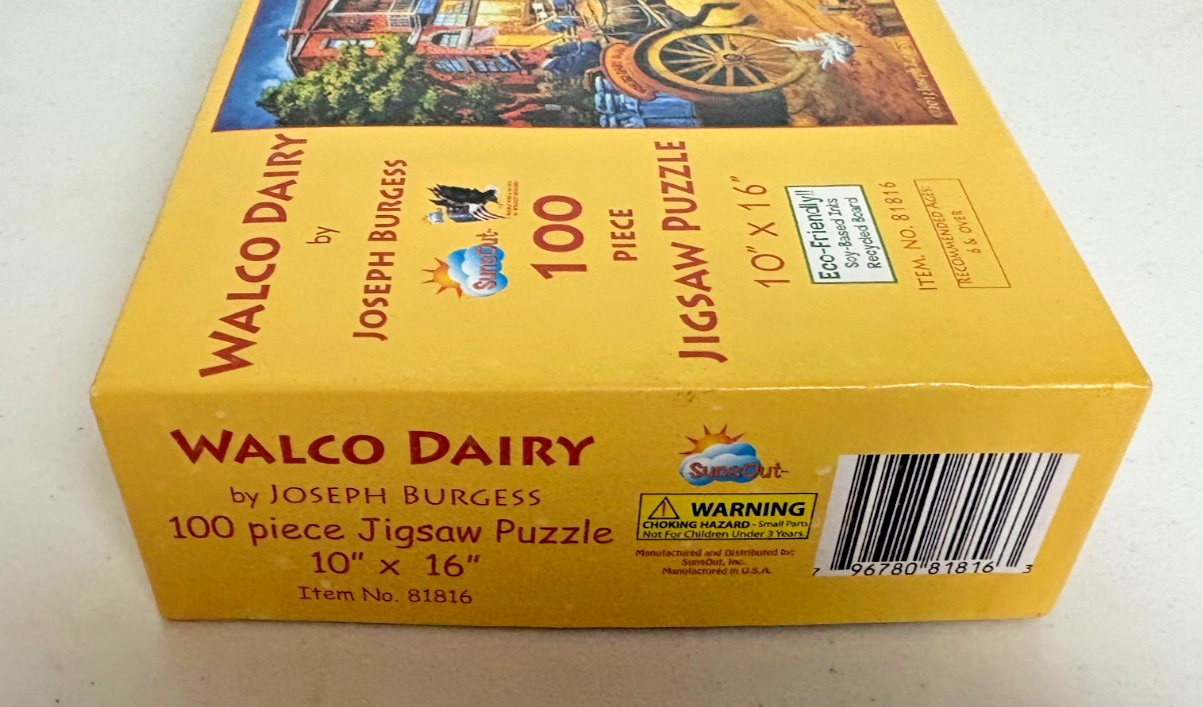 WALCO DAIRY
by
JOSEPH BURGESS
SunsOut
100
PIECE
JIGSAW PUZZLE
10" X 16"
Eco-Friendly!!
Soy-Based Inks
Recycled Board
ITEM. NO. 81816
RECOMMENDED AGES:
6 & OVER
WALCO DAIRY
by JOSEPH BURGESS
100 piece Jigsaw Puzzle
10" x 16"
Item No. 81816
SunsOut
WARNING
CHOKING HAZARD - Small Parts
Not For Children Under 3 Years.
Manufactured and Distributed by:
SunsOut, Inc.
Manufactured in U.S.A.
7 96780 81816 3